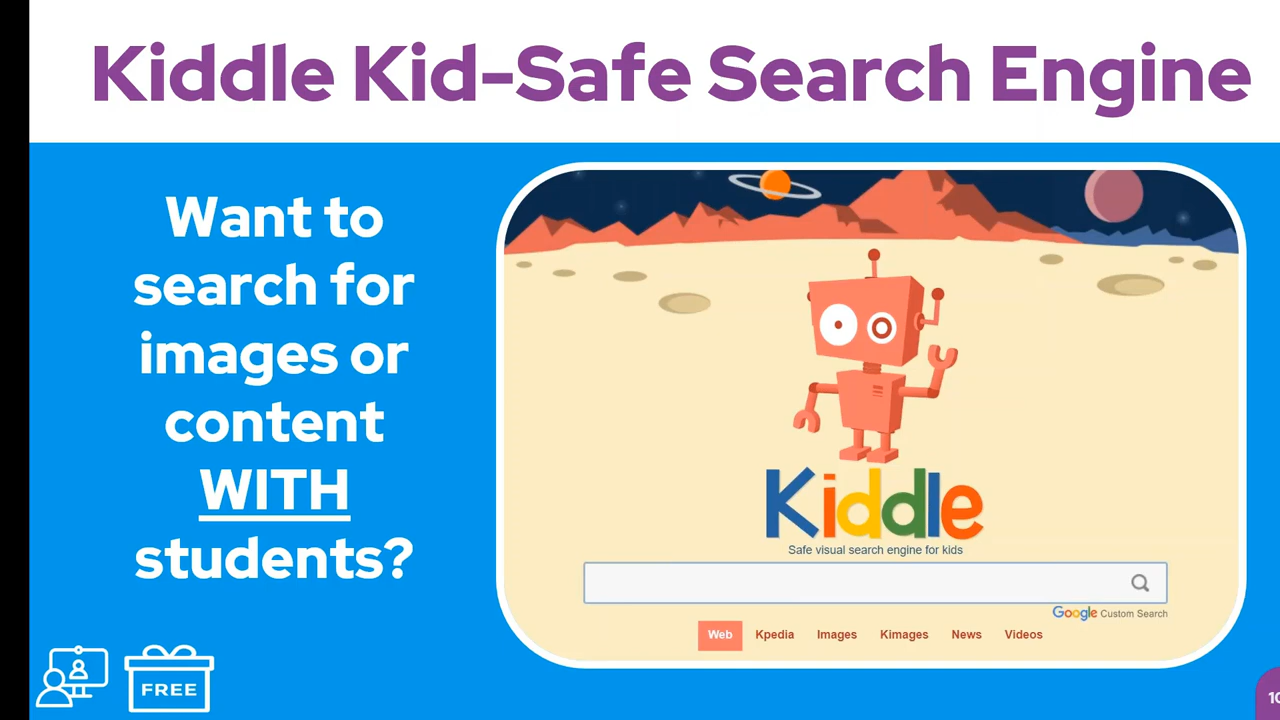 Kiddle Kid-Safe Search Engine
Want to
search for
images or
content
WITH
students?
Kiddle
Safe visual search engine for kids
Google Custom Search
Web Kpedia Images Kimages News Videos
FREE